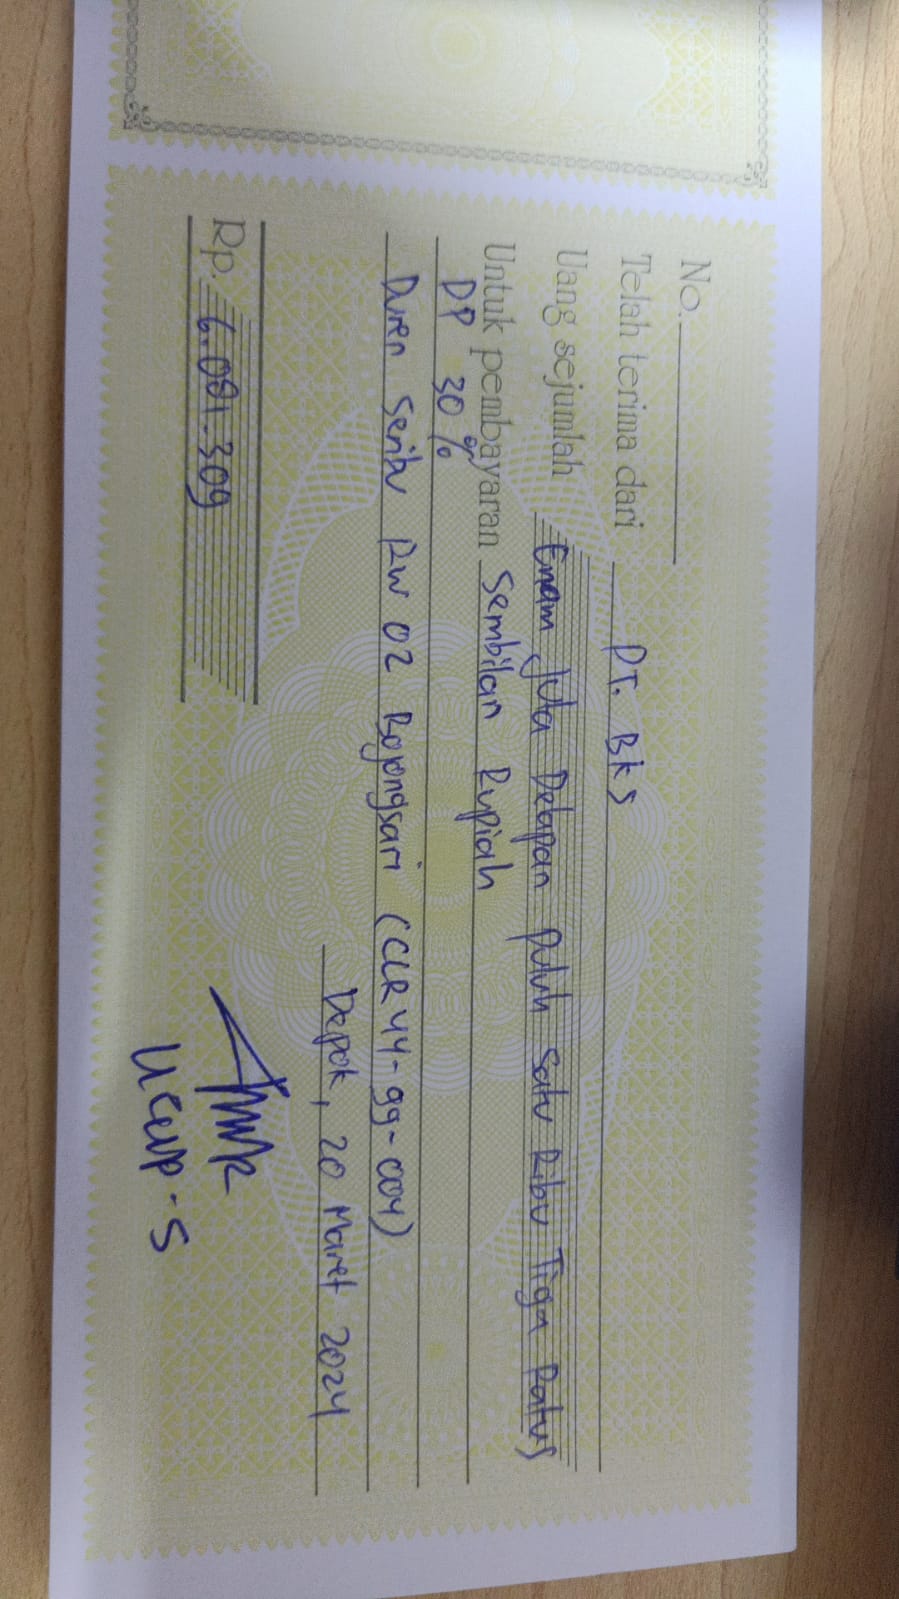 No.
Telah terima dari PT. BKS
Uang sejumlah Enam Juta Delapan Puluh Satu Ribu Tiga Ratus
Untuk pembayaran Sembilan Rupiah
DP 30%
Duren Seribu RW 02 Bojongsari (CLR 44-99-004)
Depok, 20 Maret 2024
Rp. 6.081.309
Ucup-S